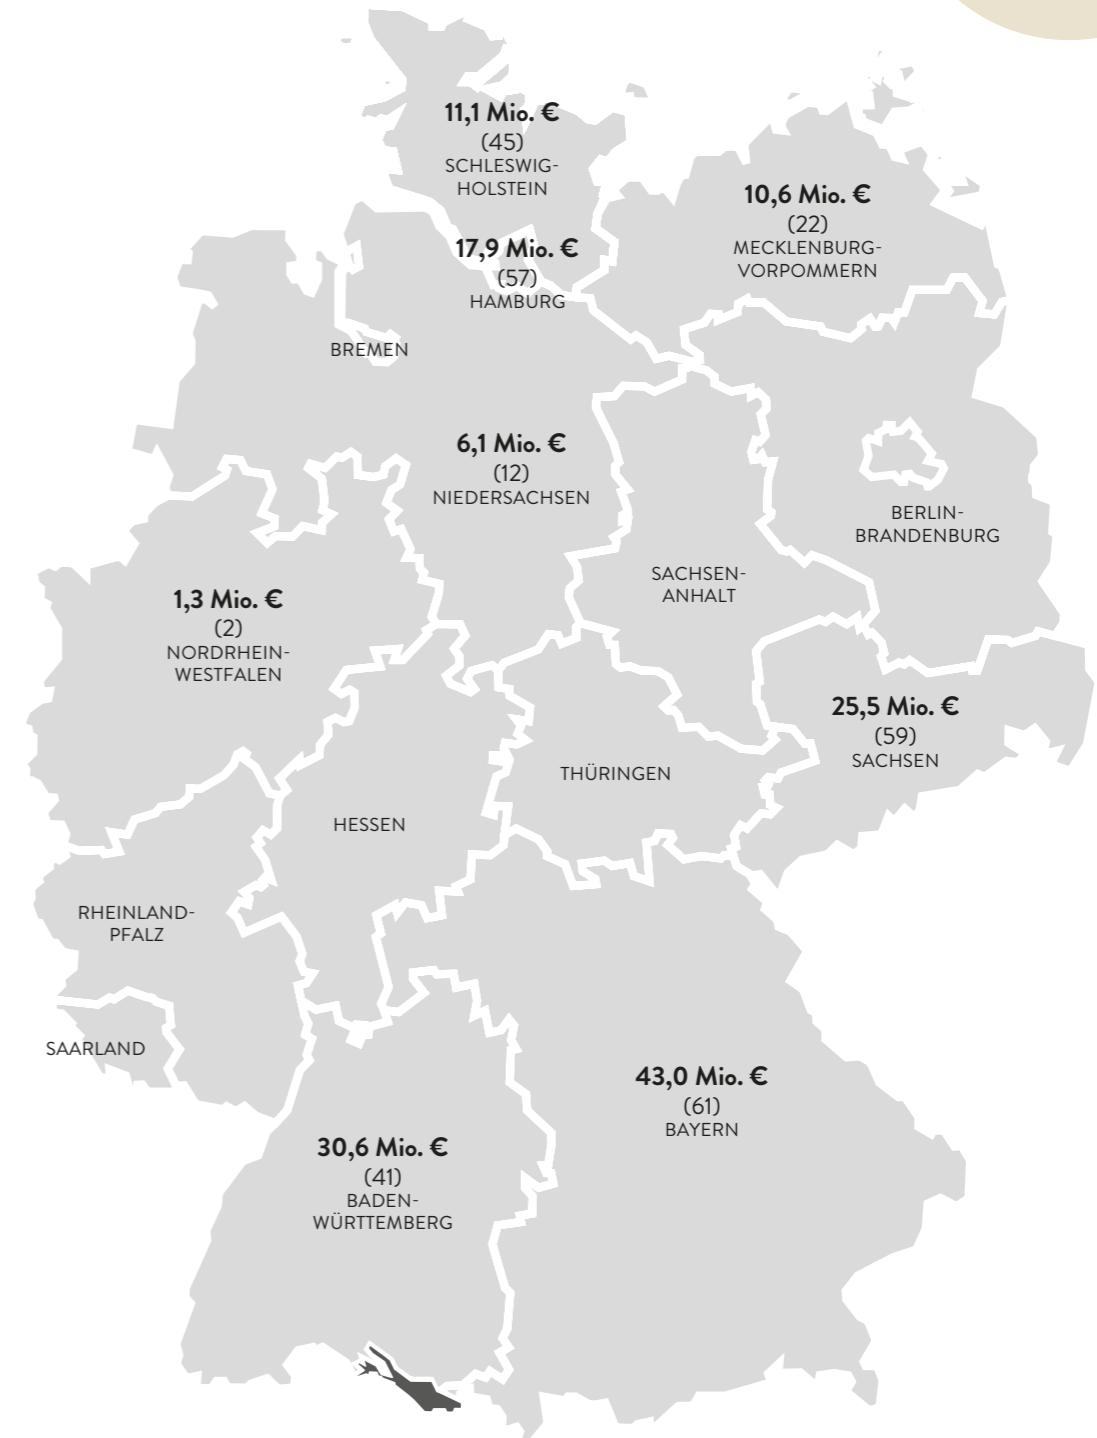 11,1 Mio. €
(45)
SCHLESWIG-
HOLSTEIN
10,6 Mio. €
(22)
MECKLENBURG-
VORPOMMERN
17,9 Mio. €
(57)
HAMBURG
BREMEN
6,1 Mio. €
(12)
NIEDERSACHSEN
BERLIN-
BRANDENBURG
SACHSEN-
ANHALT
1,3 Mio. €
(2)
NORDRHEIN-
WESTFALEN
25,5 Mio. €
(59)
SACHSEN
THÜRINGEN
HESSEN
RHEINLAND-
PFALZ
SAARLAND
43,0 Mio. €
(61)
BAYERN
30,6 Mio. €
(41)
BADEN-
WÜRTTEMBERG